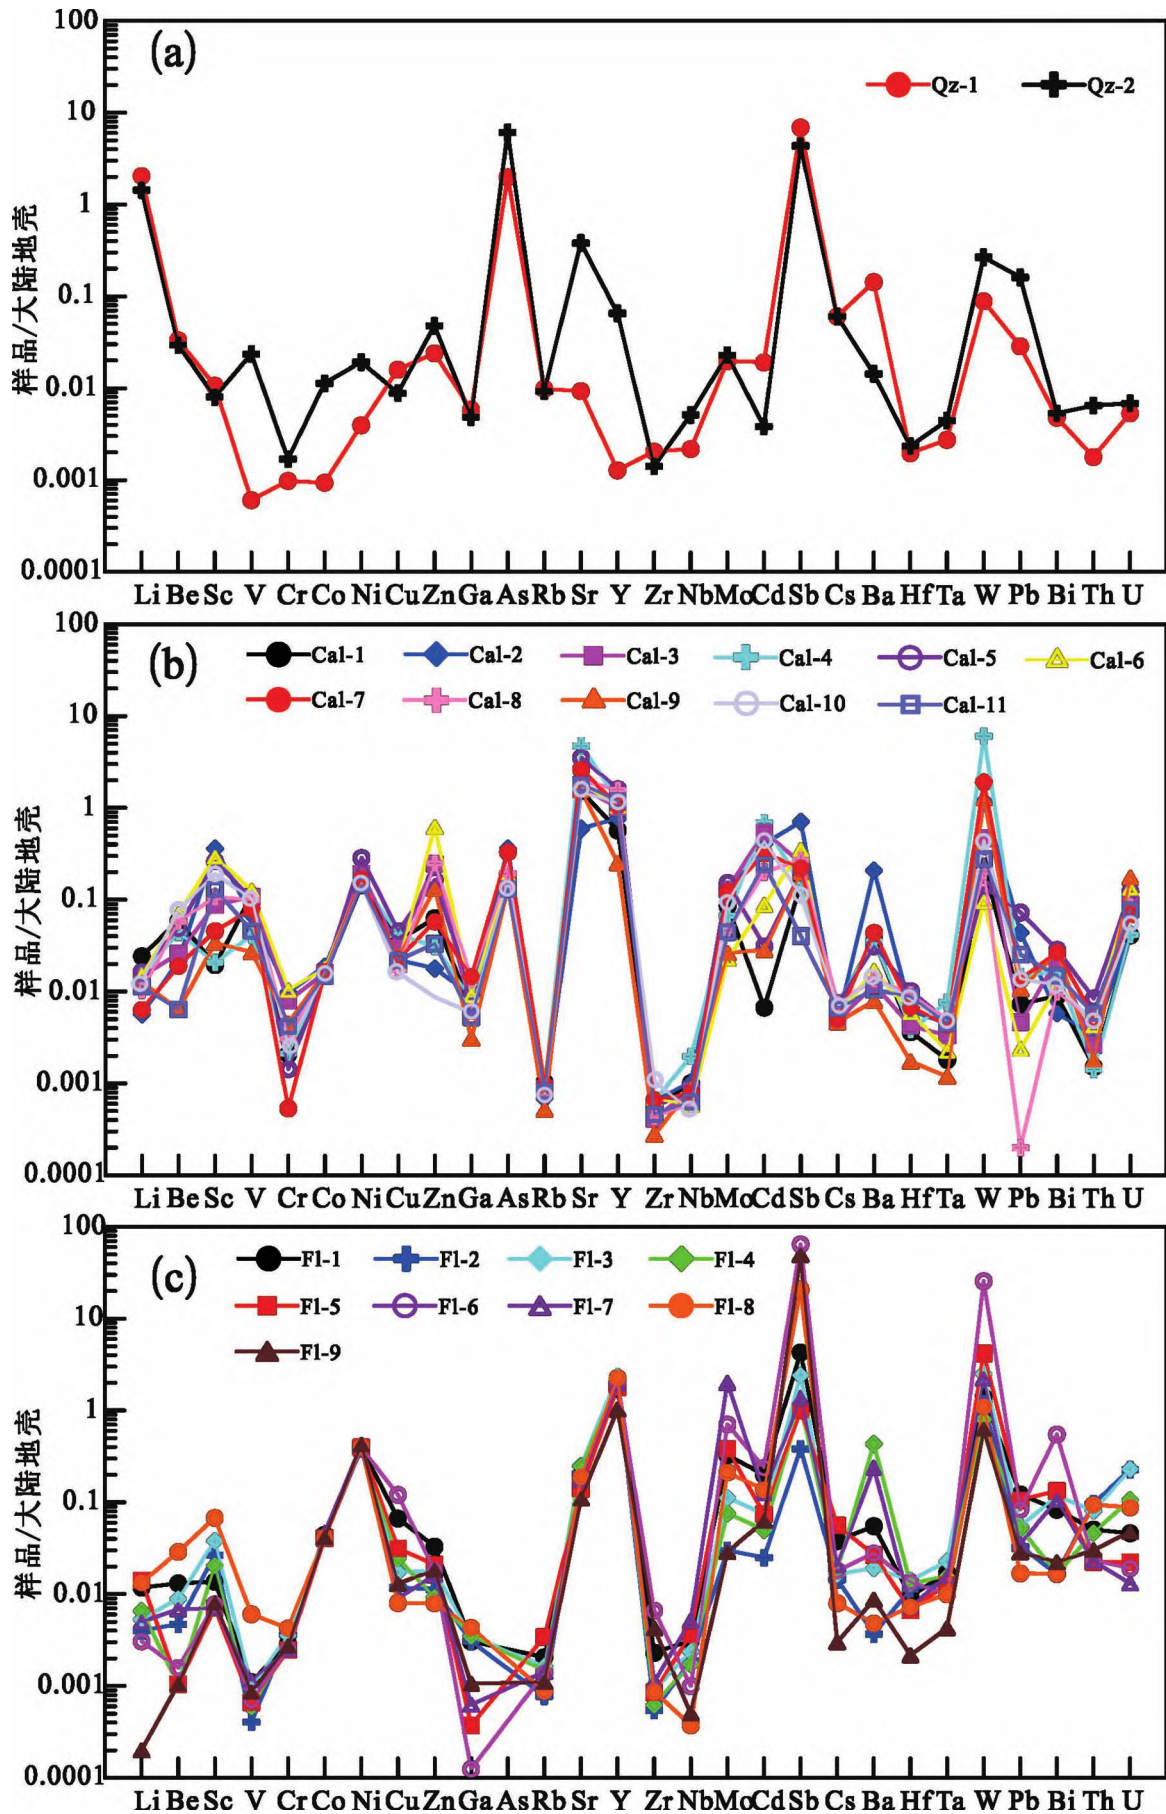 (a)
Qz-1 Qz-2
100
10
1
0.1
0.01
0.001
0.0001
样品/大陆地壳
Li Be Sc V Cr Co Ni Cu Zn Ga As Rb Sr Y Zr Nb Mo Cd Sb Cs Ba Hf Ta W Pb Bi Th U
(b)
Cal-1 Cal-2 Cal-3 Cal-4 Cal-5 Cal-6
Cal-7 Cal-8 Cal-9 Cal-10 Cal-11
100
10
1
0.1
0.01
0.001
0.0001
样品/大陆地壳
Li Be Sc V Cr Co Ni Cu Zn Ga As Rb Sr Y Zr Nb Mo Cd Sb Cs Ba Hf Ta W Pb Bi Th U
(c)
Fl-1 Fl-2 Fl-3 Fl-4
Fl-5 Fl-6 Fl-7 Fl-8
Fl-9
100
10
1
0.1
0.01
0.001
0.0001
样品/大陆地壳
Li Be Sc V Cr Co Ni Cu Zn Ga As Rb Sr Y Zr Nb Mo Cd Sb Cs Ba Hf Ta W Pb Bi Th U